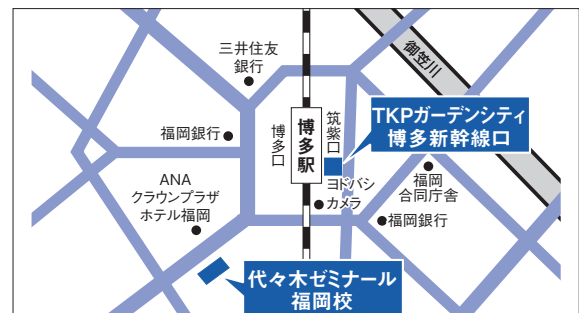 三井住友
銀行
御笠川
福岡銀行
博多口
博多駅
筑紫口
TKPガーデンシティ
博多新幹線口
ヨドバシ
カメラ
福岡
合同庁舎
福岡銀行
ANA
クラウンプラザ
ホテル福岡
代々木ゼミナール
福岡校